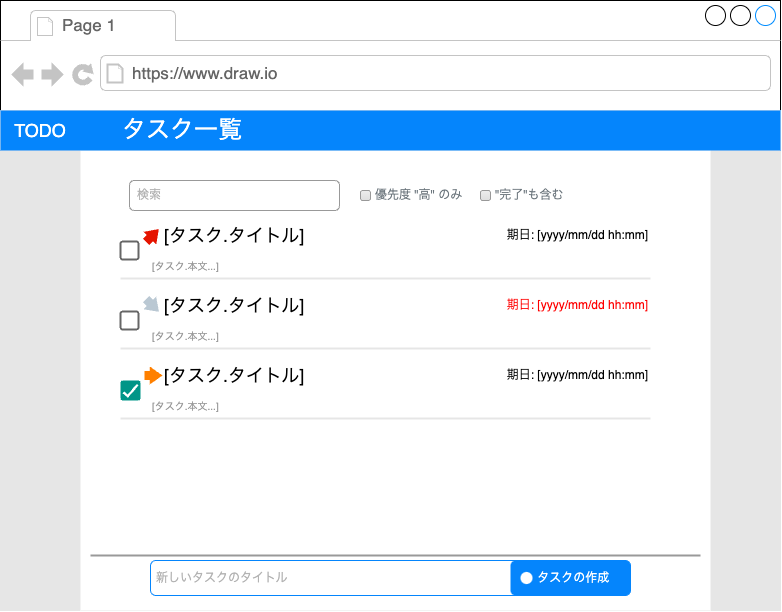 Page 1
https://www.draw.io
TODO タスク一覧
検索 優先度 "高" のみ "完了"も含む
[タスク.タイトル] 期日: [yyyy/mm/dd hh:mm]
[タスク.本文...]
[タスク.タイトル] 期日: [yyyy/mm/dd hh:mm]
[タスク.本文...]
[タスク.タイトル] 期日: [yyyy/mm/dd hh:mm]
[タスク.本文...]
新しいタスクのタイトル タスクの作成